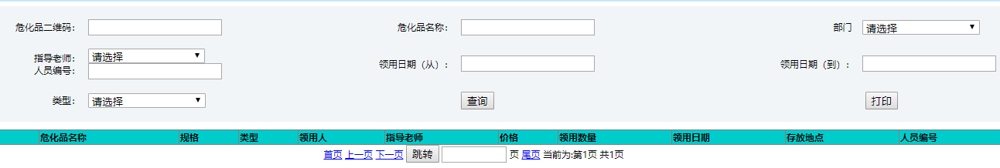 危化品二维码： 危化品名称： 部门 请选择
指导老师： 请选择 领用日期（从）： 领用日期（到）：
人员编号：
类型： 请选择 查询 打印
危化品名称 规格 类型 领用人 指导老师 价格 领用数量 领用日期 存放地点 人员编号
首页 上一页 下一页 跳转 页 尾页 当前为:第1页 共1页